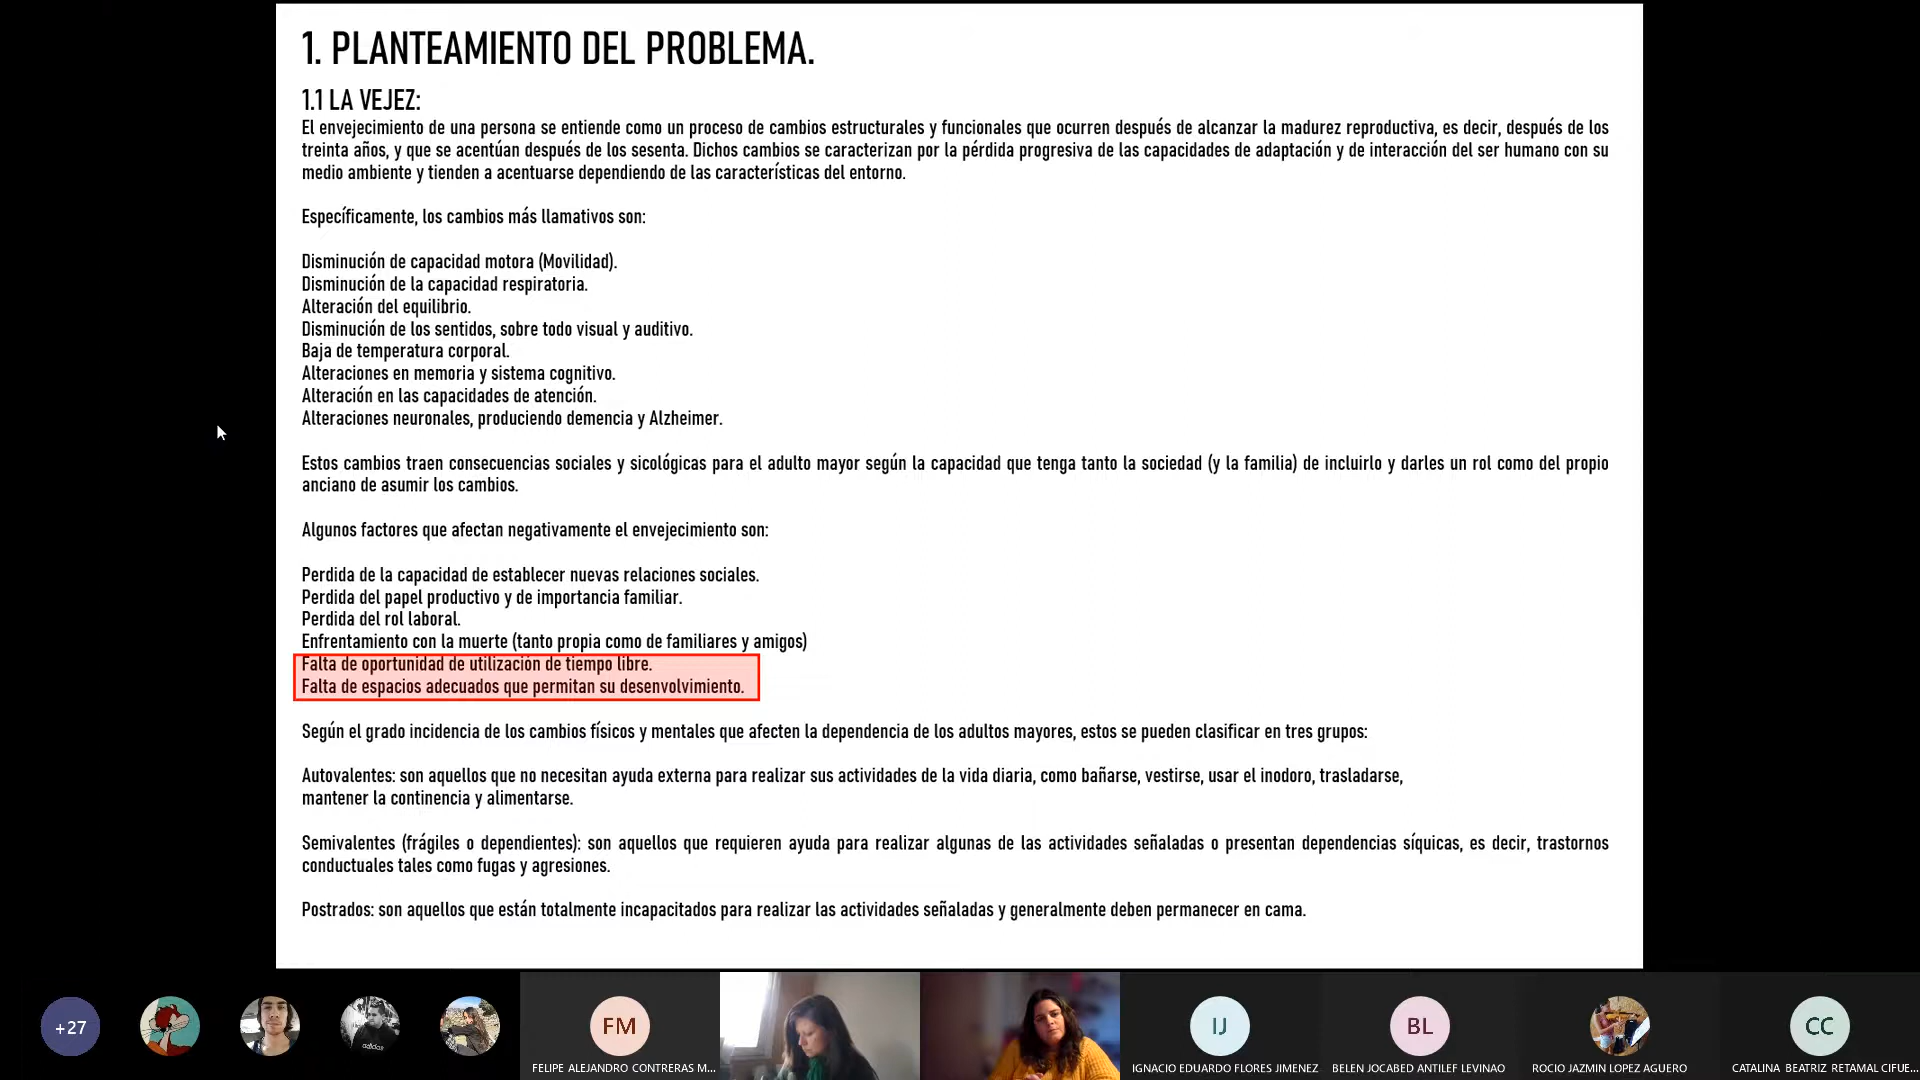 1. PLANTEAMIENTO DEL PROBLEMA.
1.1 LA VEJEZ:
El envejecimiento de una persona se entiende como un proceso de cambios estructurales y funcionales que ocurren después de alcanzar la madurez reproductiva, es decir, después de los
treinta años, y que se acentúan después de los sesenta. Dichos cambios se caracterizan por la pérdida progresiva de las capacidades de adaptación y de interacción del ser humano con su
medio ambiente y tienden a acentuarse dependiendo de las características del entorno.
Específicamente, los cambios más llamativos son:
Disminución de capacidad motora (Movilidad).
Disminución de la capacidad respiratoria.
Alteración del equilibrio.
Disminución de los sentidos, sobre todo visual y auditivo.
Baja de temperatura corporal.
Alteraciones en memoria y sistema cognitivo.
Alteración en las capacidades de atención.
Alteraciones neuronales, produciendo demencia y Alzheimer.
Estos cambios traen consecuencias sociales y sicológicas para el adulto mayor según la capacidad que tenga tanto la sociedad (y la familia) de incluirlo y darles un rol como del propio
anciano de asumir los cambios.
Algunos factores que afectan negativamente el envejecimiento son:
Perdida de la capacidad de establecer nuevas relaciones sociales.
Perdida del papel productivo y de importancia familiar.
Perdida del rol laboral.
Enfrentamiento con la muerte (tanto propia como de familiares y amigos)
Falta de oportunidad de utilización de tiempo libre.
Falta de espacios adecuados que permitan su desenvolvimiento.
Según el grado incidencia de los cambios físicos y mentales que afecten la dependencia de los adultos mayores, estos se pueden clasificar en tres grupos:
Autovalentes: son aquellos que no necesitan ayuda externa para realizar sus actividades de la vida diaria, como bañarse, vestirse, usar el inodoro, trasladarse,
mantener la continencia y alimentarse.
Semivalentes (frágiles o dependientes): son aquellos que requieren ayuda para realizar algunas de las actividades señaladas o presentan dependencias síquicas, es decir, trastornos
conductuales tales como fugas y agresiones.
Postrados: son aquellos que están totalmente incapacitados para realizar las actividades señaladas y generalmente deben permanecer en cama.
+27
adidas
FM
IJ
BL
CC
FELIPE ALEJANDRO CONTRERAS M...
IGNACIO EDUARDO FLORES JIMENEZ
BELEN JOCABED ANTILEF LEVINAO
ROCIO JAZMIN LOPEZ AGUERO
CATALINA BEATRIZ RETAMAL CIFUE...